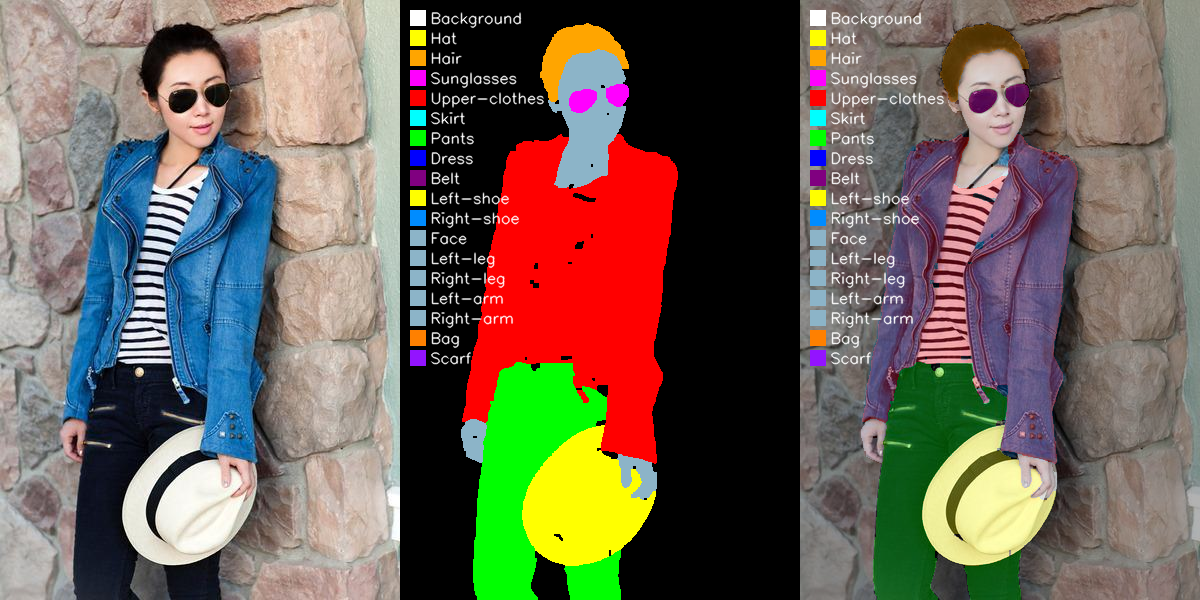 Background
Hat
Hair
Sunglasses
Upper-clothes
Skirt
Pants
Dress
Belt
Left-shoe
Right-shoe
Face
Left-leg
Right-leg
Left-arm
Right-arm
Bag
Scarf
Background
Hat
Hair
Sunglasses
Upper-clothes
Skirt
Pants
Dress
Belt
Left-shoe
Right-shoe
Face
Left-leg
Right-leg
Left-arm
Right-arm
Bag
Scarf